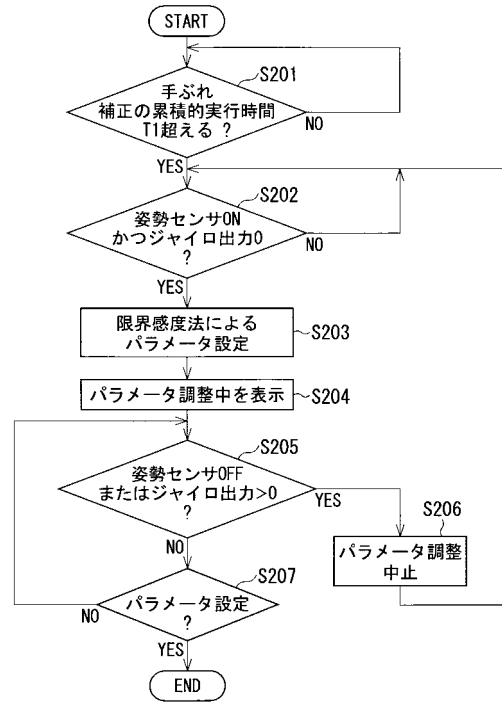 START
S201
手ぶれ
補正の累積的実行時間
T1超える ?
NO
YES
S202
姿勢センサON
かつジャイロ出力0
?
NO
YES
限界感度法による
パラメータ設定
S203
パラメータ調整中を表示
S204
S205
姿勢センサOFF
またはジャイロ出力>0
?
YES
NO
S206
パラメータ調整
中止
S207
パラメータ設定
?
NO
YES
END